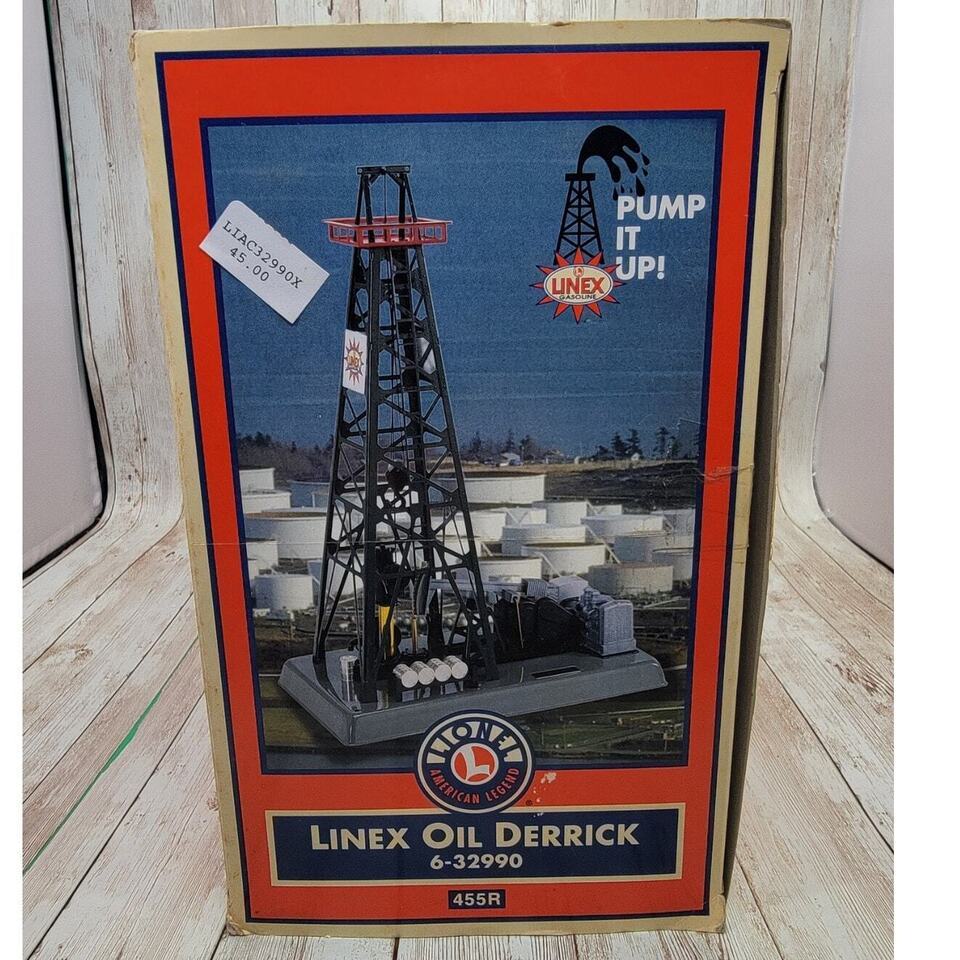 LIAC32990X
45.00
PUMP
IT
UP!
L
LINEX
GASOLINE
LIONEL
L
AMERICAN LEGEND
®
LINEX OIL DERRICK
6-32990
455R